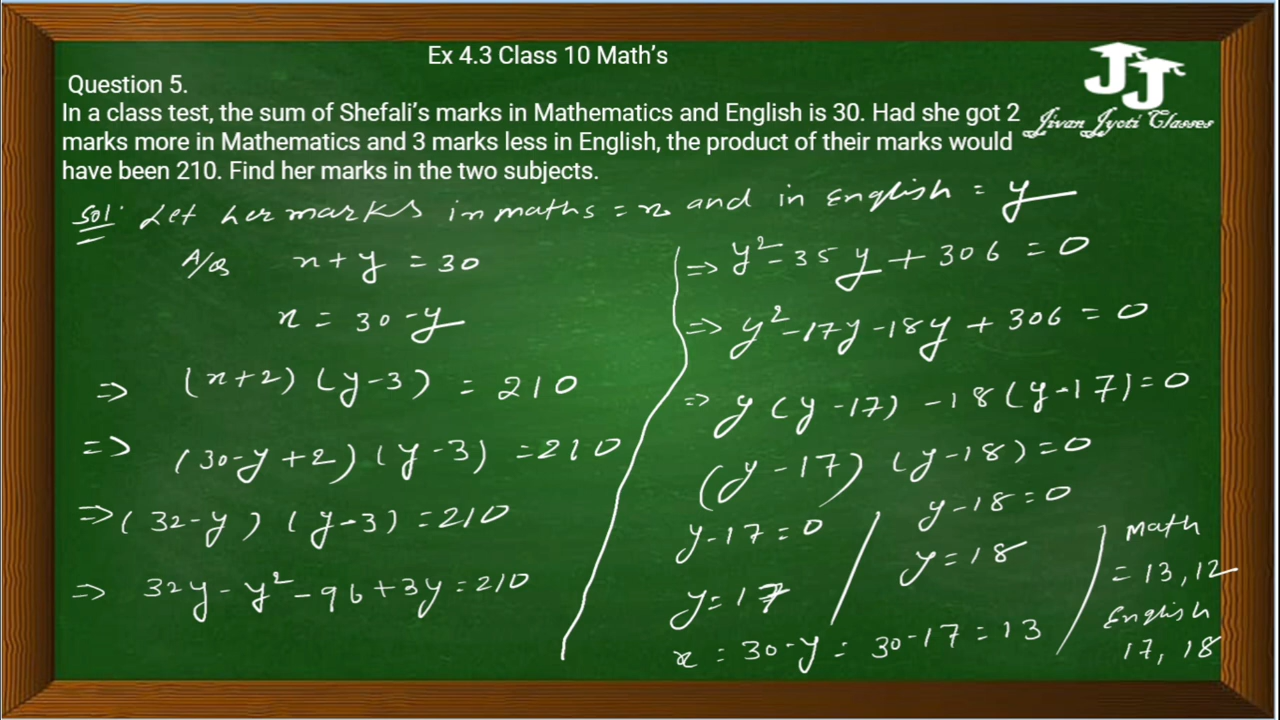 Ex 4.3 Class 10 Math's
JJ
Jivan Jyoti Classes
Question 5.
In a class test, the sum of Shefali's marks in Mathematics and English is 30. Had she got 2
marks more in Mathematics and 3 marks less in English, the product of their marks would
have been 210. Find her marks in the two subjects.
Sol: Let her marks in maths = x and in English = y
A/Q x + y = 30
x = 30 - y
=> (x+2) (y-3) = 210
=> (30-y+2) (y-3) = 210
=> (32-y) (y-3) = 210
=> 32y - y² - 96 + 3y = 210
=> y² - 35y + 306 = 0
=> y² - 17y - 18y + 306 = 0
=> y (y-17) - 18 (y-17) = 0
(y-17) (y-18) = 0
y-17 = 0
y = 17
y-18 = 0
y = 18
x = 30-y = 30-17 = 13
Math
= 13, 12
English
17, 18